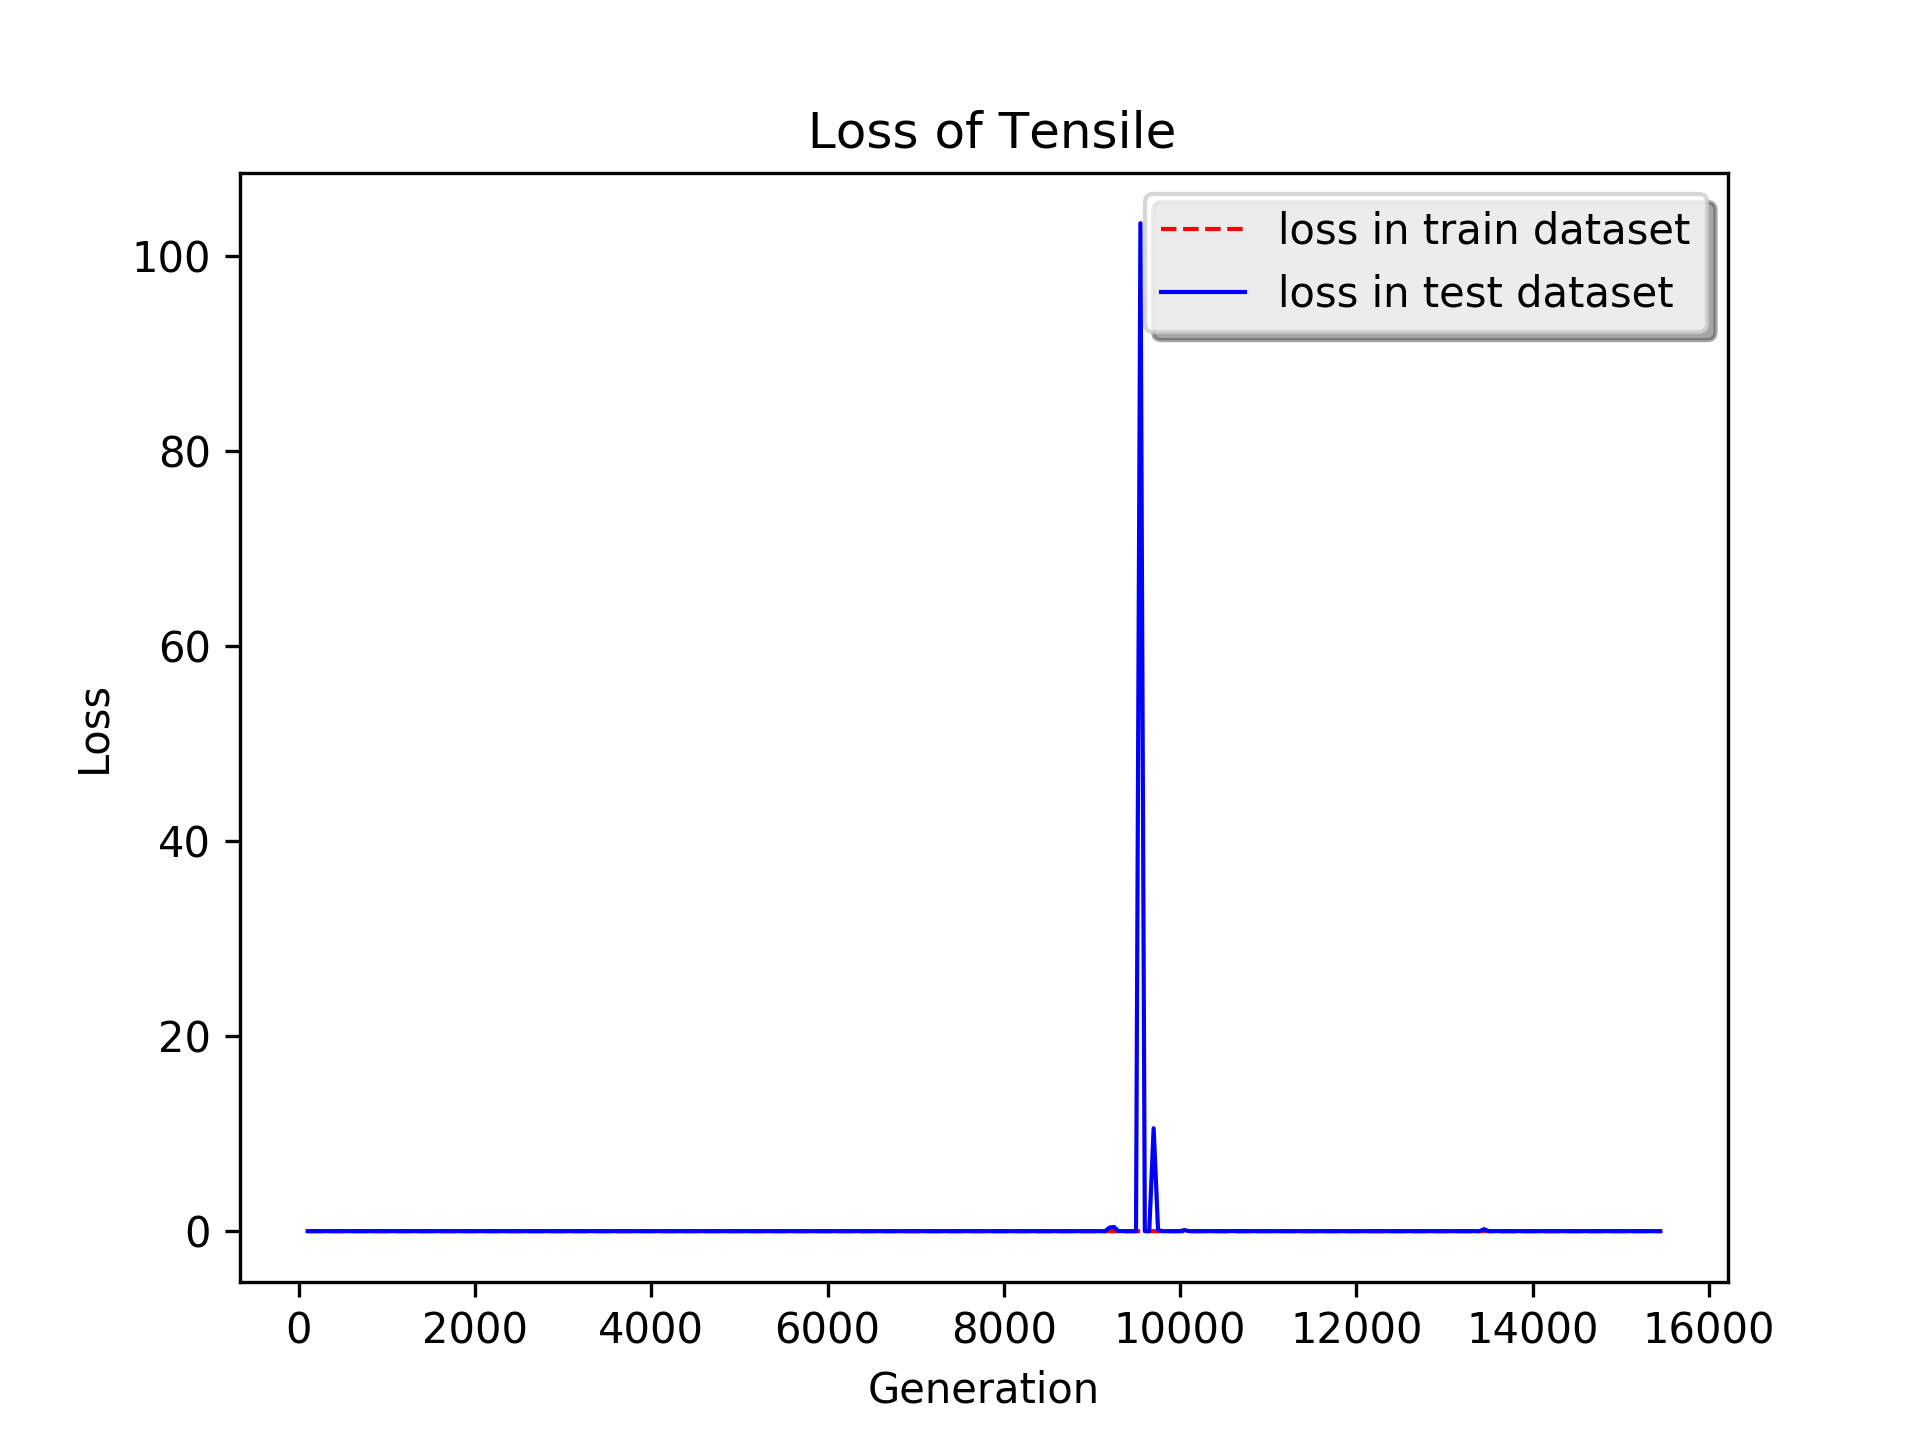 Loss of Tensile
loss in train dataset
loss in test dataset
100
80
60
40
20
0
Loss
0 2000 4000 6000 8000 10000 12000 14000 16000
Generation